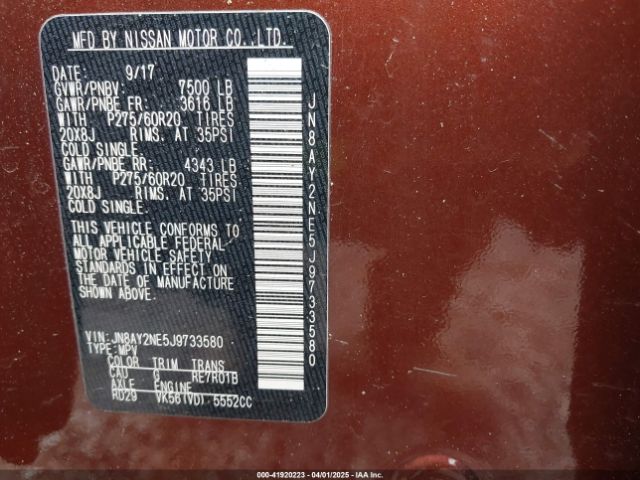 MFD BY NISSAN MOTOR CO.,LTD.
DATE: 9/17
GVWR/PNBV 7500 LB
GAWR/PNBE FR: 3616 LB
WITH P275/60R20 TIRES
20X8J RIMS. AT 35PSI
COLD SINGLE.
GAWR/PNBE RR: 4343 LB
WITH P275/60R20 TIRES
20X8J RIMS. AT 35PSI
COLD SINGLE.
THIS VEHICLE CONFORMS TO
ALL APPLICABLE FEDERAL
MOTOR VEHICLE SAFETY
STANDARDS IN EFFECT ON
THE DATE OF MANUFACTURE
SHOWN ABOVE.
VIN:JN8AY2NE5J9733580
TYPE:MPV
COLOR TRIM TRANS
CAU G RE7R01B
AXLE ENGINE
RD29 VK56(VD) 5552CC
JN8AY2NE5J9733580
000-41920223 - 04/01/2025 - IAA Inc.